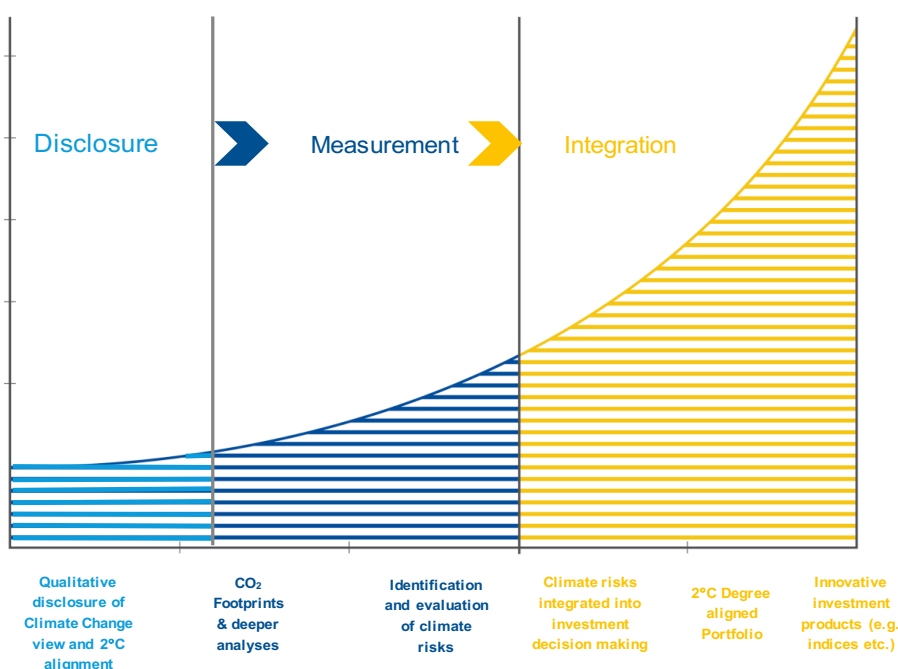 Disclosure
Measurement
Integration
Qualitative
disclosure of
Climate Change
view and 2°C
alignment
CO₂
Footprints
& deeper
analyses
Identification
and evaluation
of climate
risks
Climate risks
integrated into
investment
decision making
2°C Degree
aligned
Portfolio
Innovative
investment
products (e.g.
indices etc.)